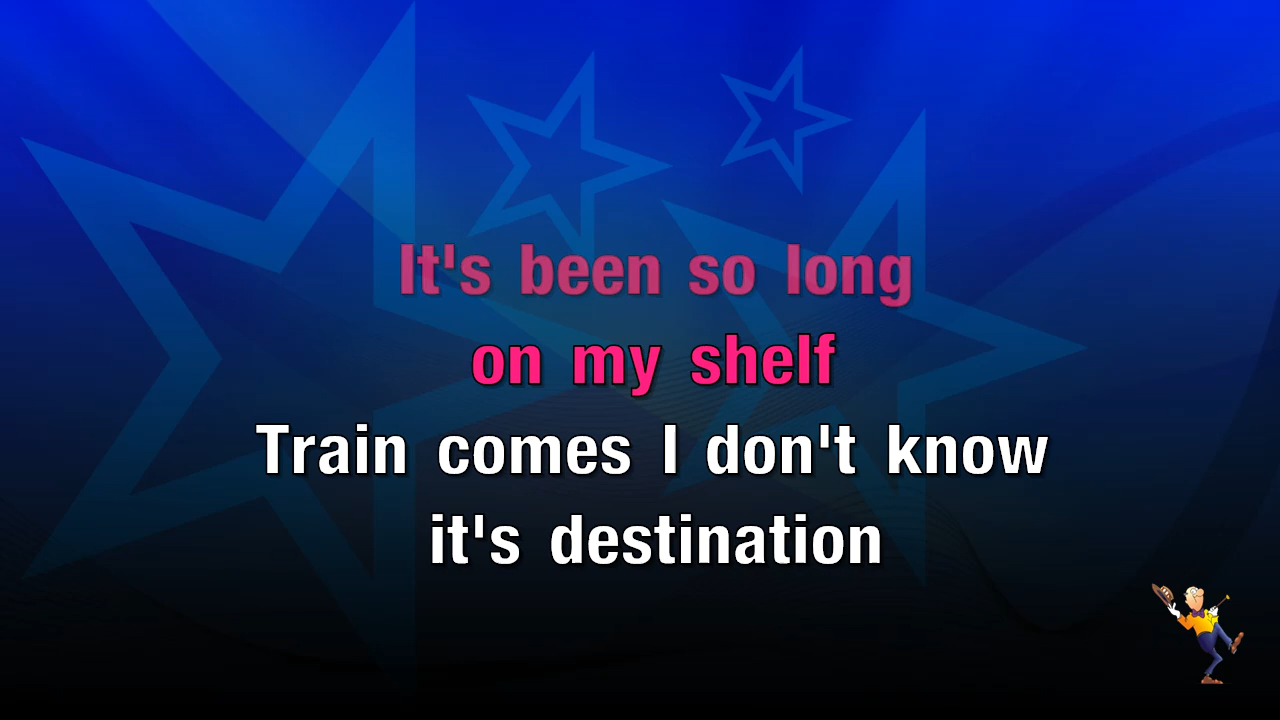 It's been so long
on my shelf
Train comes I don't know
it's destination